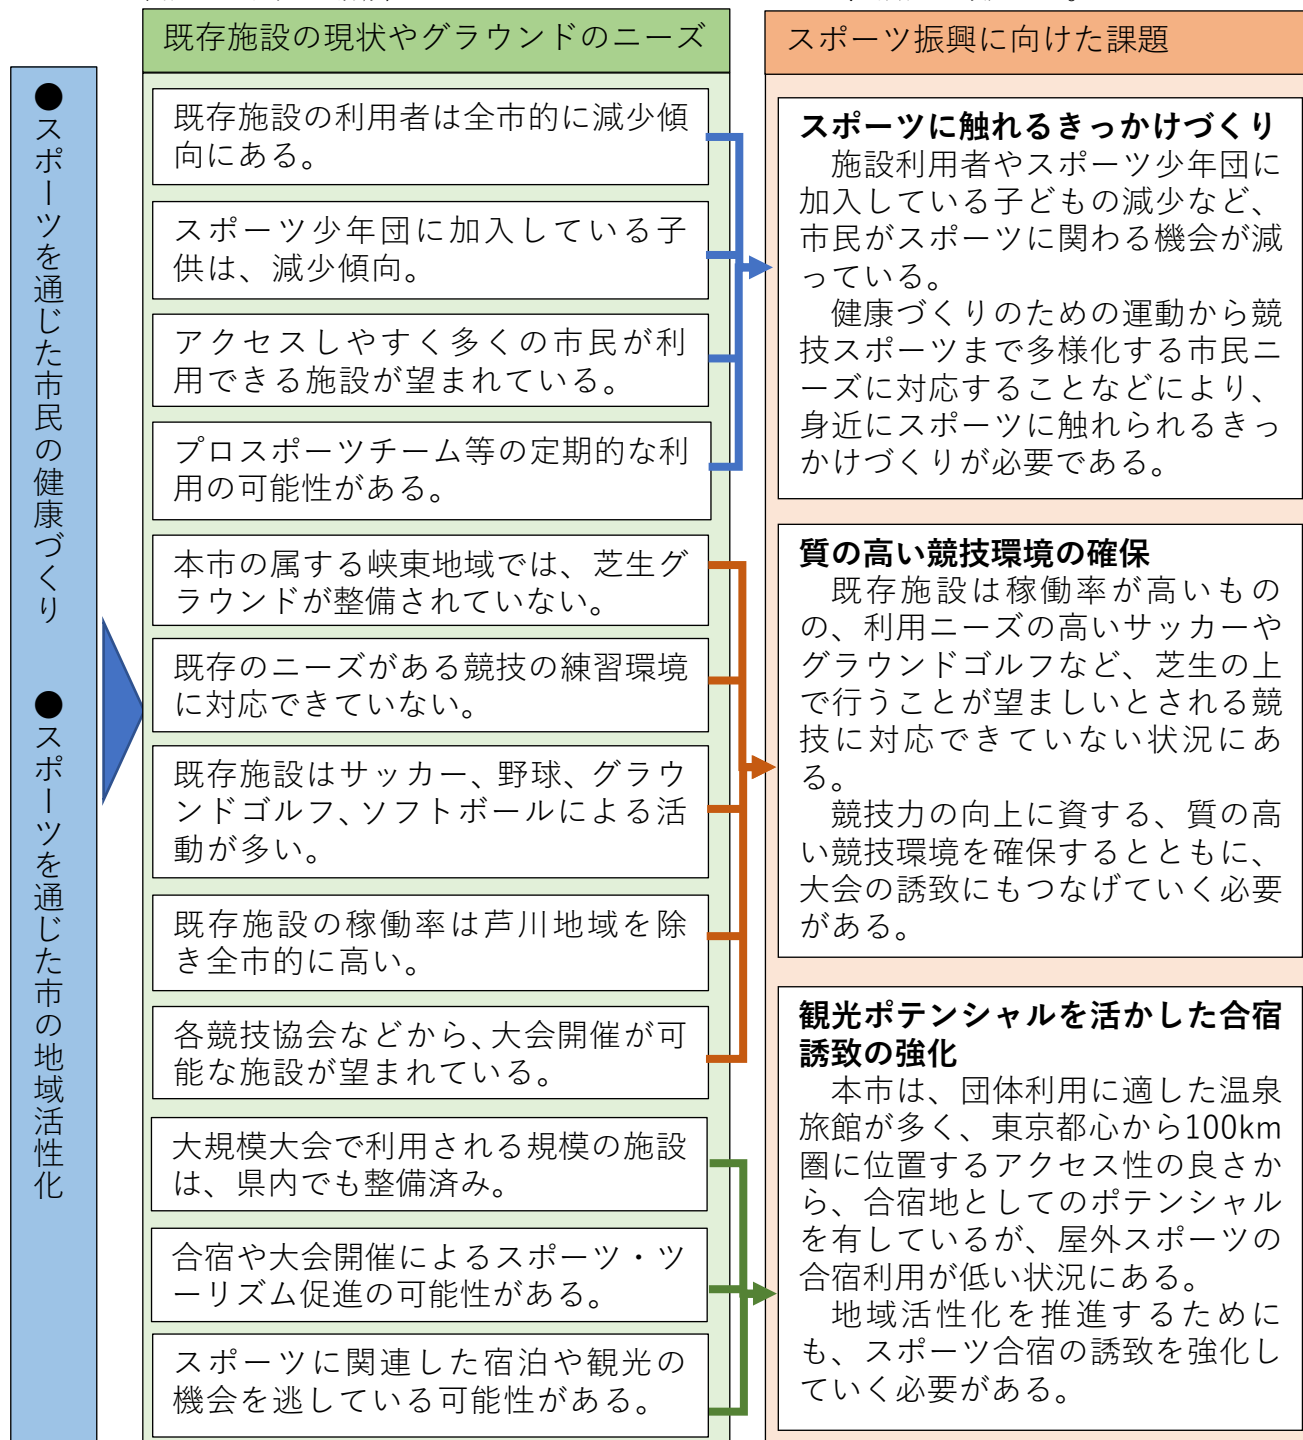 ●スポーツを通じた市民の健康づくり
●スポーツを通じた市の地域活性化
既存施設の現状やグラウンドのニーズ
既存施設の利用者は全市的に減少傾
向にある。
スポーツ少年団に加入している子
供は、減少傾向。
アクセスしやすく多くの市民が利
用できる施設が望まれている。
プロスポーツチーム等の定期的な利
用の可能性がある。
本市の属する峡東地域では、芝生グ
ラウンドが整備されていない。
既存のニーズがある競技の練習環境
に対応できていない。
既存施設はサッカー、野球、グラウ
ンドゴルフ、ソフトボールによる活
動が多い。
既存施設の稼働率は芦川地域を除
き全市的に高い。
各競技協会などから、大会開催が可
能な施設が望まれている。
大規模大会で利用される規模の施設
は、県内でも整備済み。
合宿や大会開催によるスポーツ・ツ
ーリズム促進の可能性がある。
スポーツに関連した宿泊や観光の
機会を逃している可能性がある。
スポーツ振興に向けた課題
スポーツに触れるきっかけづくり
施設利用者やスポーツ少年団に
加入している子どもの減少など、
市民がスポーツに関わる機会が減
っている。
健康づくりのための運動から競
技スポーツまで多様化する市民ニ
ーズに対応することなどにより、
身近にスポーツに触れられるきっ
かけづくりが必要である。
質の高い競技環境の確保
既存施設は稼働率が高いもの
の、利用ニーズの高いサッカーや
グラウンドゴルフなど、芝生の上
で行うことが望ましいとされる競
技に対応できていない状況にあ
る。
競技力の向上に資する、質の高
い競技環境を確保するとともに、
大会の誘致にもつなげていく必要
がある。
観光ポテンシャルを活かした合宿
誘致の強化
本市は、団体利用に適した温泉
旅館が多く、東京都心から100km
圏に位置するアクセス性の良さか
ら、合宿地としてのポテンシャル
を有しているが、屋外スポーツの
合宿利用が低い状況にある。
地域活性化を推進するために
も、スポーツ合宿の誘致を強化し
ていく必要がある。